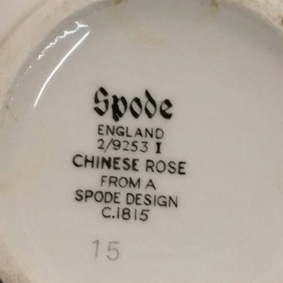 Spode
ENGLAND
2/9253 I
CHINESE ROSE
FROM A
SPODE DESIGN
C.1815
15